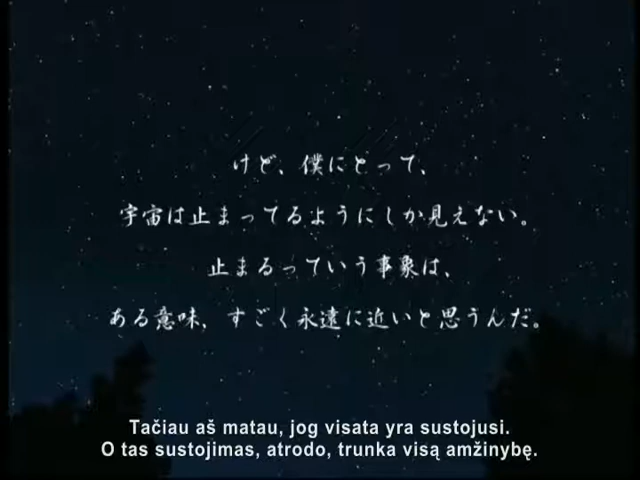 けど、僕にとって、
宇宙は止まってるようにしか見えない。
止まるっていう事象は、
ある意味，すごく永遠に近いと思うんだ。
Tačiau aš matau, jog visata yra sustojusi.
O tas sustojimas, atrodo, trunka visą amžinybę.